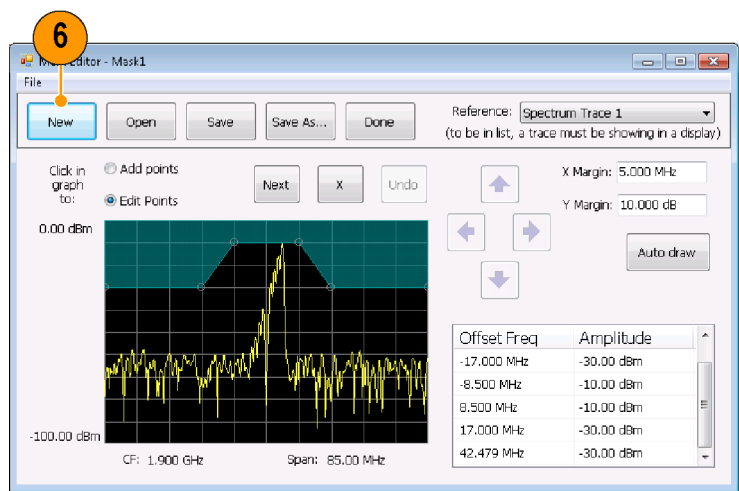 6
Mask Editor - Mask1
File
New Open Save Save As... Done
Reference: Spectrum Trace 1
(to be in list, a trace must be showing in a display)
Click in graph to:
Add points
Edit Points
Next X Undo
X Margin: 5.000 MHz
Y Margin: 10.000 dB
Auto draw
0.00 dBm
-100.00 dBm
CF: 1.900 GHz Span: 85.00 MHz
Offset Freq Amplitude
-17.000 MHz -30.00 dBm
-8.500 MHz -10.00 dBm
8.500 MHz -10.00 dBm
17.000 MHz -30.00 dBm
42.479 MHz -30.00 dBm